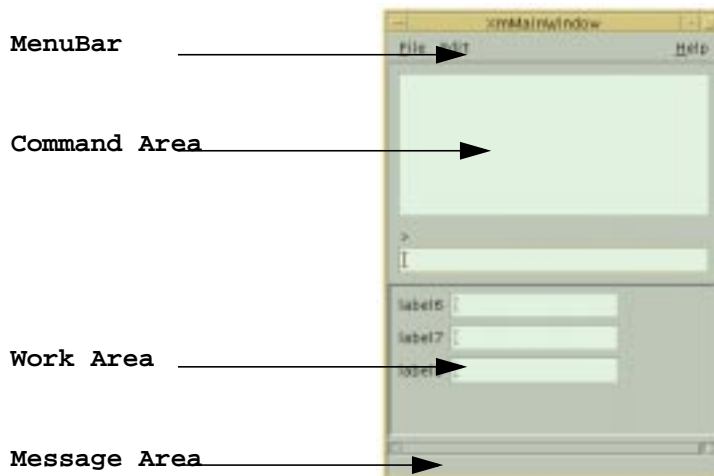 MenuBar
XmMainWindow
File Edit Help
Command Area
>
label6
label7
Work Area
Message Area